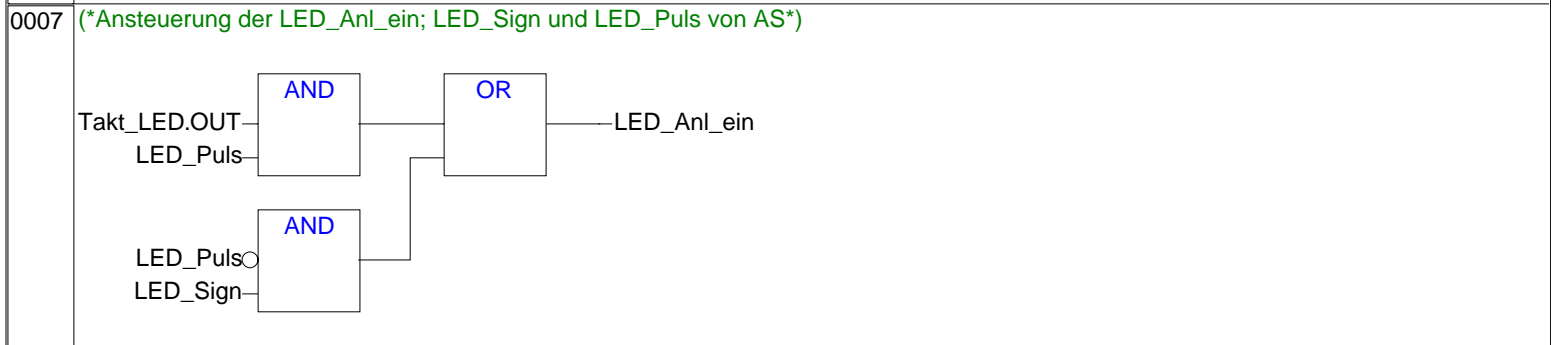 0007 (*Ansteuerung der LED_Anl_ein; LED_Sign und LED_Puls von AS*)
AND OR
Takt_LED.OUT LED_Anl_ein
LED_Puls
AND
LED_Puls
LED_Sign